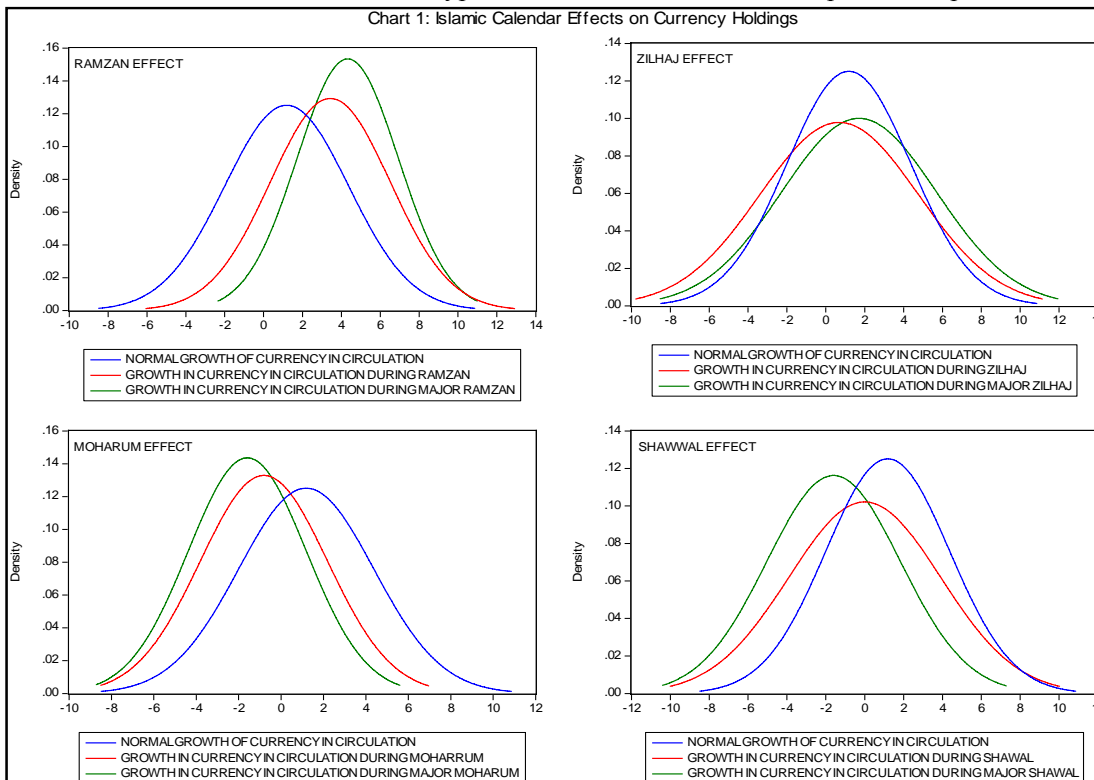 Chart 1: Islamic Calendar Effects on Currency Holdings
RAMZAN EFFECT
.16
.14
.12
.10
.08
.06
.04
.02
.00
Density
-10 -8 -6 -4 -2 0 2 4 6 8 10 12 14
NORMAL GROWTH OF CURRENCY IN CIRCULATION
GROWTH IN CURRENCY IN CIRCULATION DURING RAMZAN
GROWTH IN CURRENCY IN CIRCULATION DURING MAJOR RAMZAN
ZILHAJ EFFECT
.14
.12
.10
.08
.06
.04
.02
.00
Density
-10 -8 -6 -4 -2 0 2 4 6 8 10 12
NORMAL GROWTH OF CURRENCY IN CIRCULATION
GROWTH IN CURRENCY IN CIRCULATION DURING ZILHAJ
GROWTH IN CURRENCY IN CIRCULATION DURING MAJOR ZILHAJ
MOHARUM EFFECT
.16
.14
.12
.10
.08
.06
.04
.02
.00
Density
-10 -8 -6 -4 -2 0 2 4 6 8 10 12
NORMAL GROWTH OF CURRENCY IN CIRCULATION
GROWTH IN CURRENCY IN CIRCULATION DURING MOHARRUM
GROWTH IN CURRENCY IN CIRCULATION DURING MAJOR MOHARUM
SHAWWAL EFFECT
.14
.12
.10
.08
.06
.04
.02
.00
Density
-10 -8 -6 -4 -2 0 2 4 6 8 10
NORMAL GROWTH OF CURRENCY IN CIRCULATION
GROWTH IN CURRENCY IN CIRCULATION DURING SHAWAL
GROWTH IN CURRENCY IN CIRCULATION DURING MAJOR SHAWAL